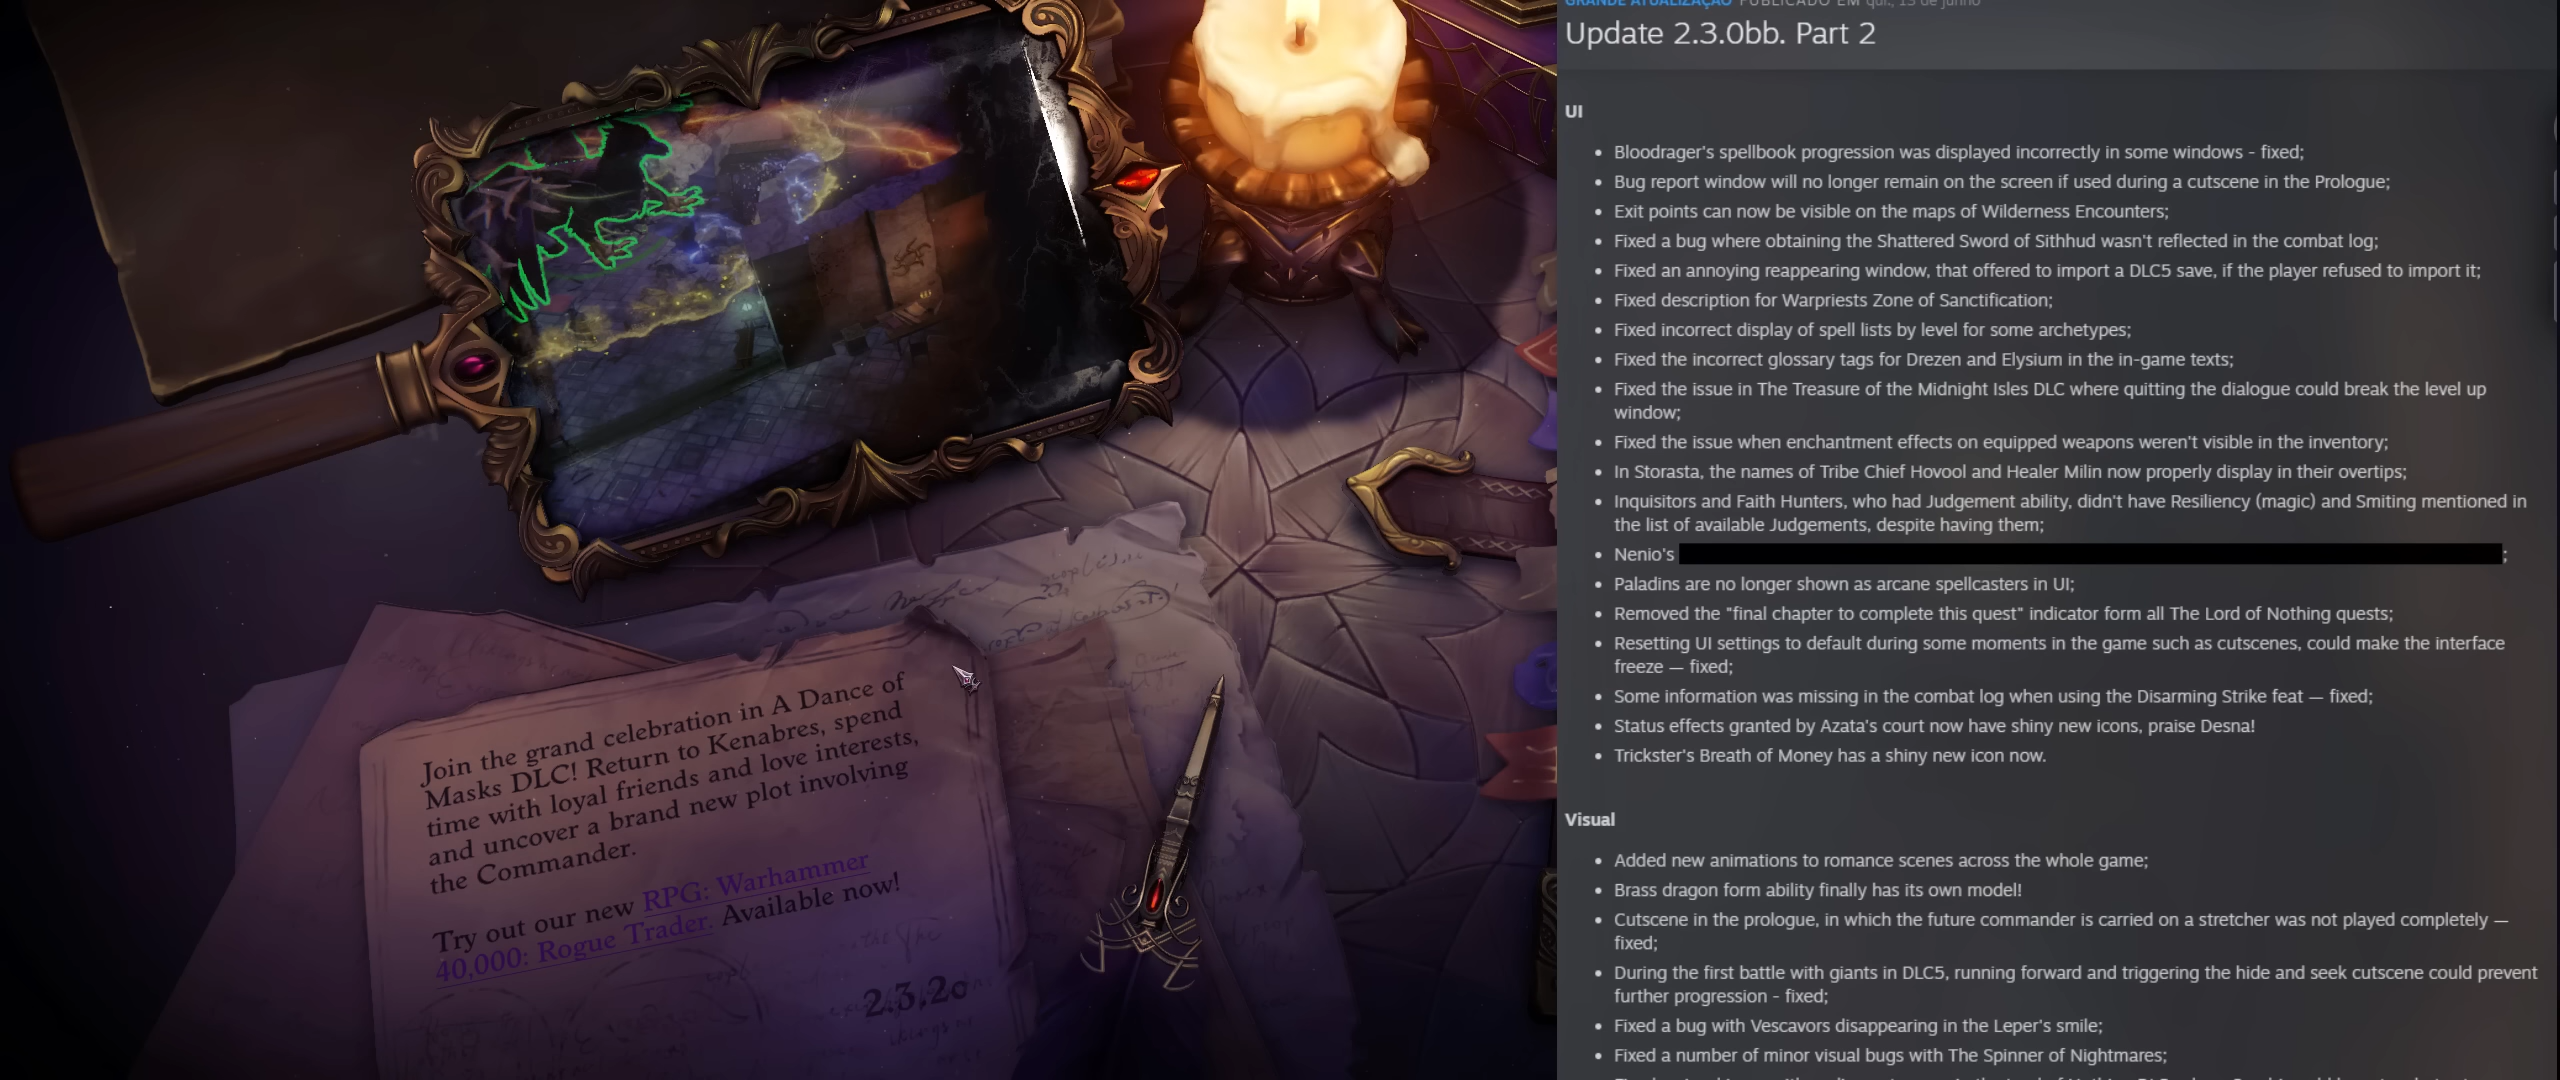 Join the grand celebration in A Dance of
Masks DLC! Return to Kenabres, spend
time with loyal friends and love interests,
and uncover a brand new plot involving
the Commander.
Try out our new RPG: Warhammer
40,000: Rogue Trader. Available now!
2.3.2o
GRANDE ATUALIZAÇÃO PUBLICADO EM qui., 13 de junho
Update 2.3.0bb. Part 2
UI
Bloodrager's spellbook progression was displayed incorrectly in some windows - fixed;
Bug report window will no longer remain on the screen if used during a cutscene in the Prologue;
Exit points can now be visible on the maps of Wilderness Encounters;
Fixed a bug where obtaining the Shattered Sword of Sithhud wasn't reflected in the combat log;
Fixed an annoying reappearing window, that offered to import a DLC5 save, if the player refused to import it;
Fixed description for Warpriests Zone of Sanctification;
Fixed incorrect display of spell lists by level for some archetypes;
Fixed the incorrect glossary tags for Drezen and Elysium in the in-game texts;
Fixed the issue in The Treasure of the Midnight Isles DLC where quitting the dialogue could break the level up
window;
Fixed the issue when enchantment effects on equipped weapons weren't visible in the inventory;
In Storasta, the names of Tribe Chief Hovool and Healer Milin now properly display in their overtips;
Inquisitors and Faith Hunters, who had Judgement ability, didn't have Resiliency (magic) and Smiting mentioned in
the list of available Judgements, despite having them;
Nenio's ;
Paladins are no longer shown as arcane spellcasters in UI;
Removed the "final chapter to complete this quest" indicator form all The Lord of Nothing quests;
Resetting UI settings to default during some moments in the game such as cutscenes, could make the interface
freeze — fixed;
Some information was missing in the combat log when using the Disarming Strike feat — fixed;
Status effects granted by Azata's court now have shiny new icons, praise Desna!
Trickster's Breath of Money has a shiny new icon now.
Visual
Added new animations to romance scenes across the whole game;
Brass dragon form ability finally has its own model!
Cutscene in the prologue, in which the future commander is carried on a stretcher was not played completely —
fixed;
During the first battle with giants in DLC5, running forward and triggering the hide and seek cutscene could prevent
further progression - fixed;
Fixed a bug with Vescavors disappearing in the Leper's smile;
Fixed a number of minor visual bugs with The Spinner of Nightmares;